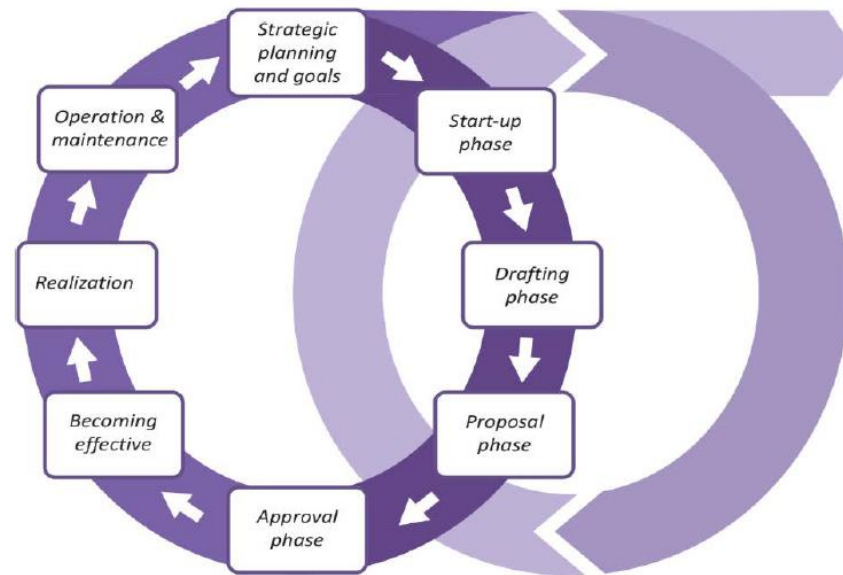 Strategic
planning
and goals
Start-up
phase
Drafting
phase
Proposal
phase
Approval
phase
Becoming
effective
Realization
Operation &
maintenance